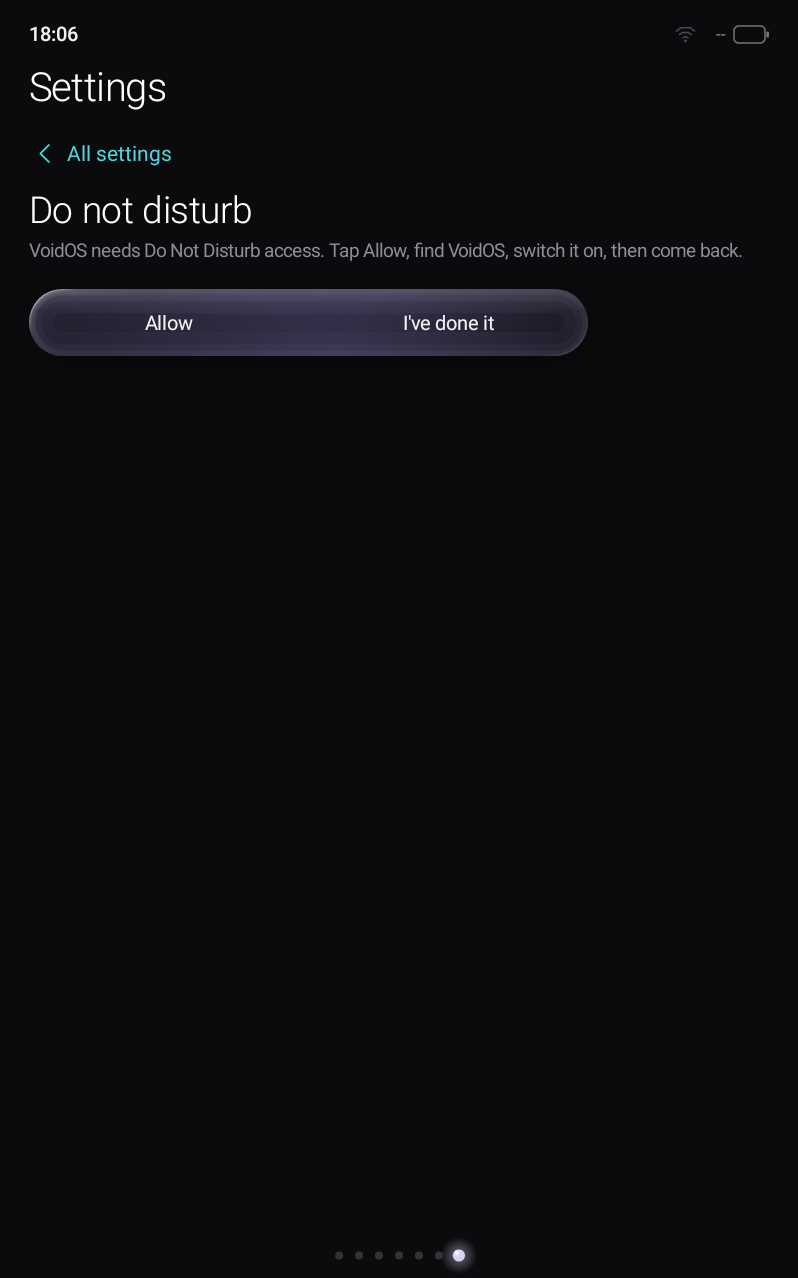 18:06
--
Settings
All settings
Do not disturb
VoidOS needs Do Not Disturb access. Tap Allow, find VoidOS, switch it on, then come back.
Allow
I've done it